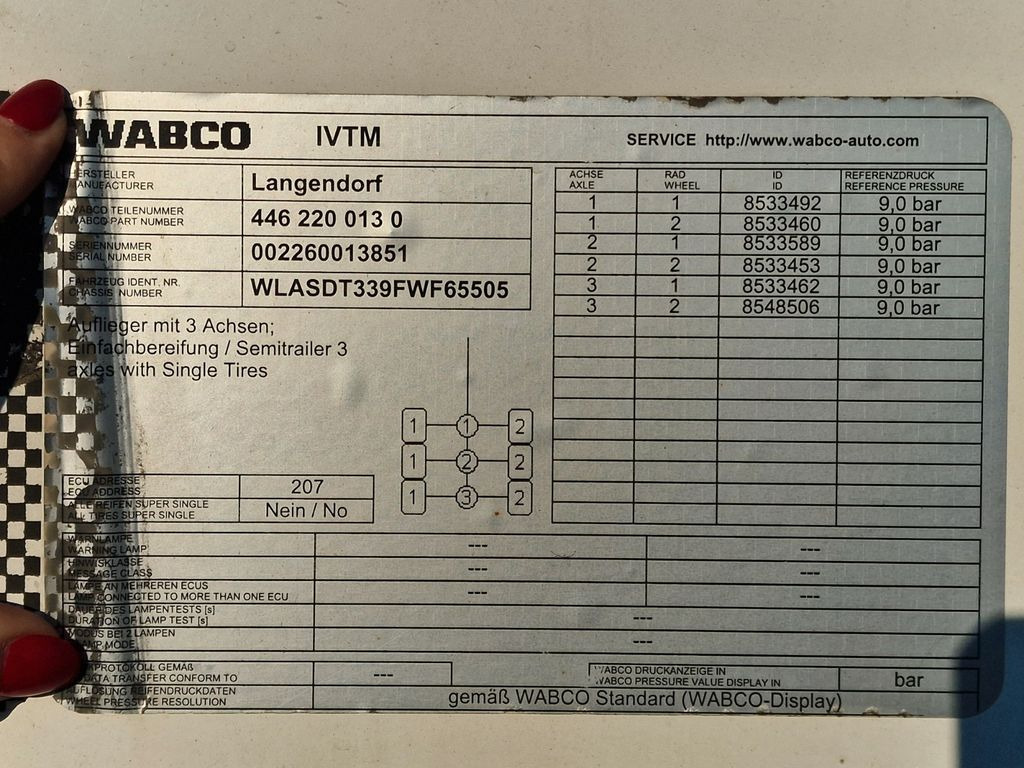 WABCO IVTM SERVICE http://www.wabco-auto.com
HERSTELLER
MANUFACTURER
Langendorf
WABCO TEILENUMMER
WABCO PART NUMBER
446 220 013 0
SERIENNUMMER
SERIAL NUMBER
002260013851
FAHRZEUG IDENT. NR.
CHASSIS NUMBER
WLASDT339FWF65505
Auflieger mit 3 Achsen;
Einfachbereifung / Semitrailer 3
axles with Single Tires
ACHSE RAD ID REFERENZDRUCK
AXLE WHEEL ID REFERENCE PRESSURE
1 1 8533492 9,0 bar
1 2 8533460 9,0 bar
2 1 8533589 9,0 bar
2 2 8533453 9,0 bar
3 1 8533462 9,0 bar
3 2 8548506 9,0 bar
1 1 2
1 2 2
1 3 2
ECU ADRESSE
ECU ADDRESS
207
ALLE REIFEN SUPER SINGLE
ALL TIRES SUPER SINGLE
Nein / No
WARNLAMPE
WARNING LAMP
--- ---
HINWISKLASSE
MESSAGE CLASS
--- ---
LAMPE AN MEHREREN ECUS
LAMP CONNECTED TO MORE THAN ONE ECU
--- ---
DAUER DES LAMPENTESTS [s]
DURATION OF LAMP TEST [s]
---
MODUS BEI 2 LAMPEN
LAMP MODE
---
PROTOKOLL GEMÄß
DATA TRANSFER CONFORM TO
---
WABCO DRUCKANZEIGE IN
WABCO PRESSURE VALUE DISPLAY IN
bar
AUFLÖSUNG REIFENDRUCKDATEN
WHEEL PRESSURE RESOLUTION
gemäß WABCO Standard (WABCO-Display)